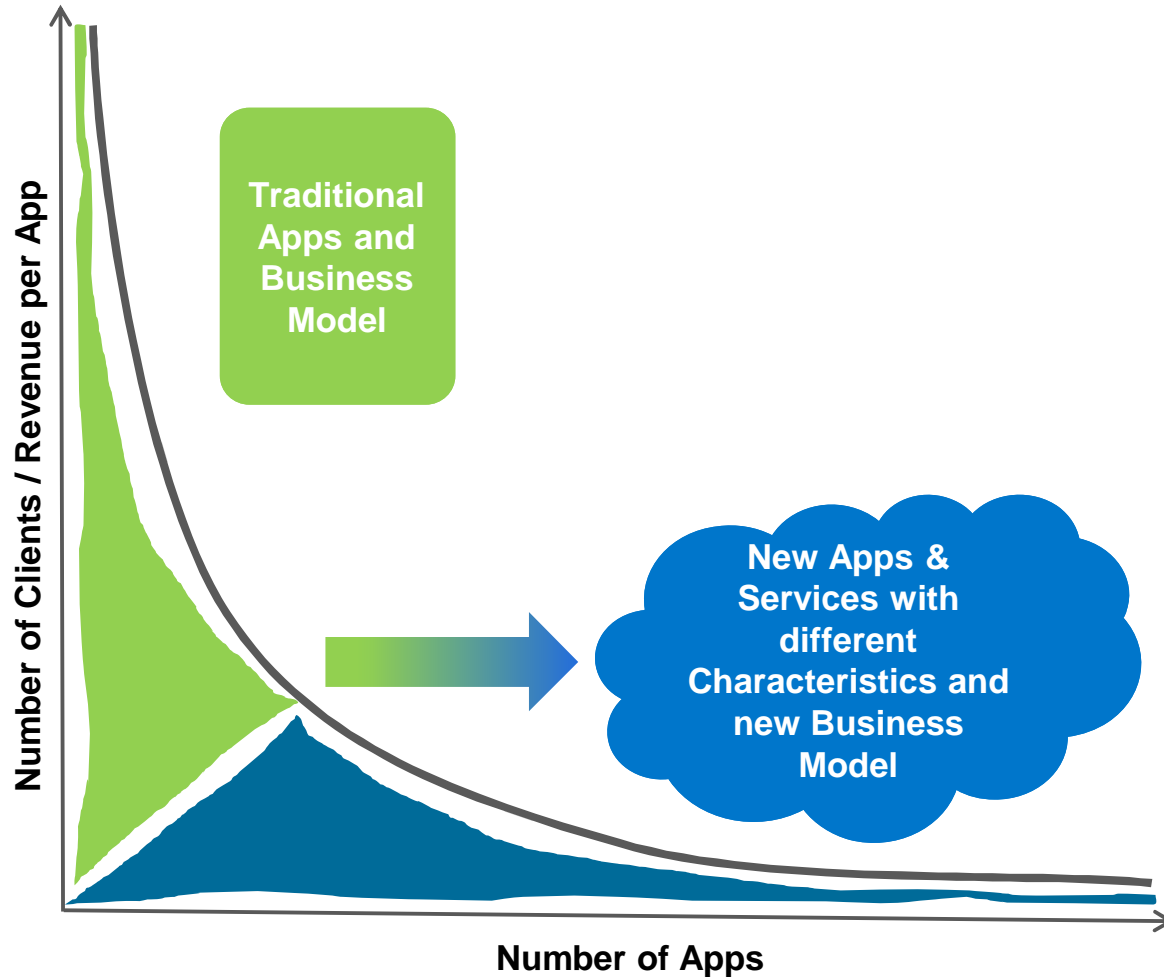 Number of Clients / Revenue per App
Traditional
Apps and
Business
Model
New Apps &
Services with
different
Characteristics and
new Business
Model
Number of Apps